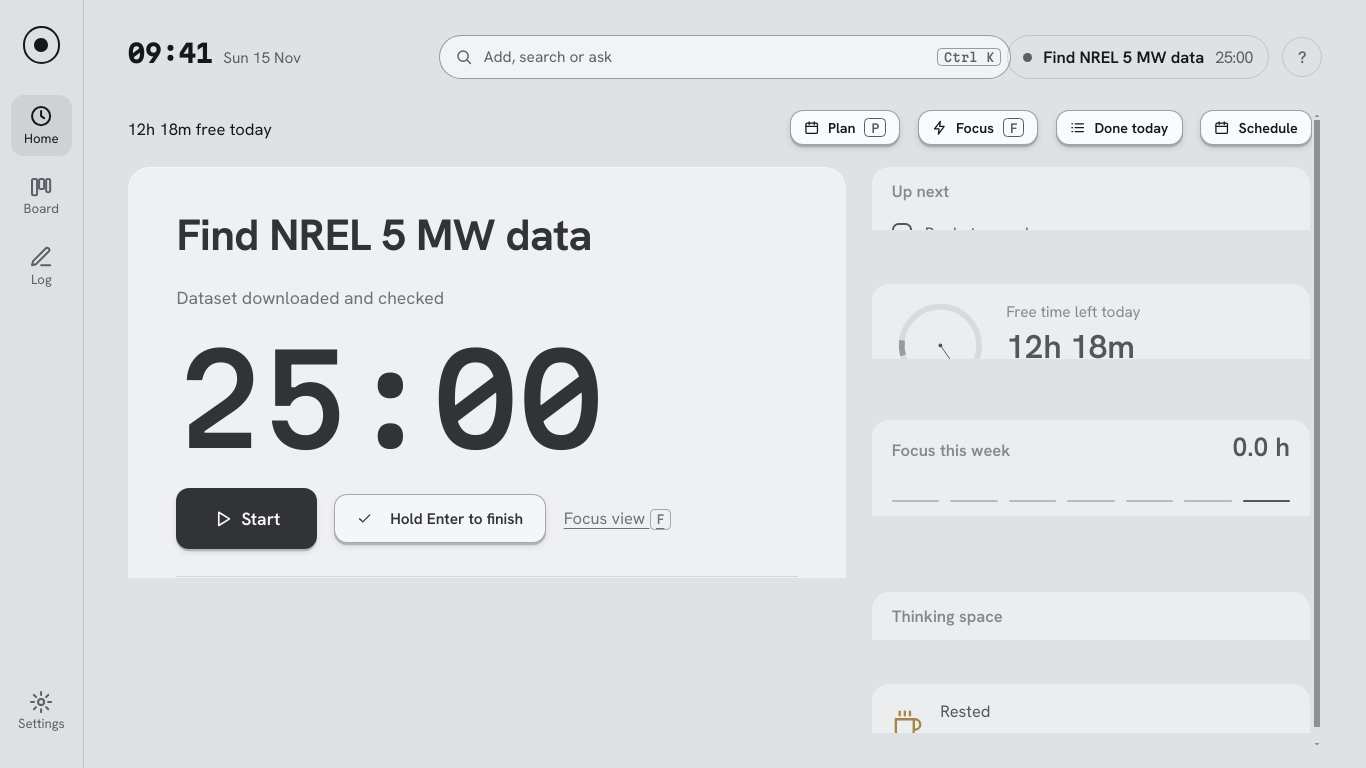 09:41 Sun 15 Nov
Add, search or ask Ctrl K
Find NREL 5 MW data 25:00
?
Home
Board
Log
Settings
12h 18m free today
Plan P
Focus F
Done today
Schedule
Find NREL 5 MW data
Dataset downloaded and checked
25:00
Start
Hold Enter to finish
Focus view F
Up next
Free time left today
12h 18m
Focus this week 0.0 h
Thinking space
Rested